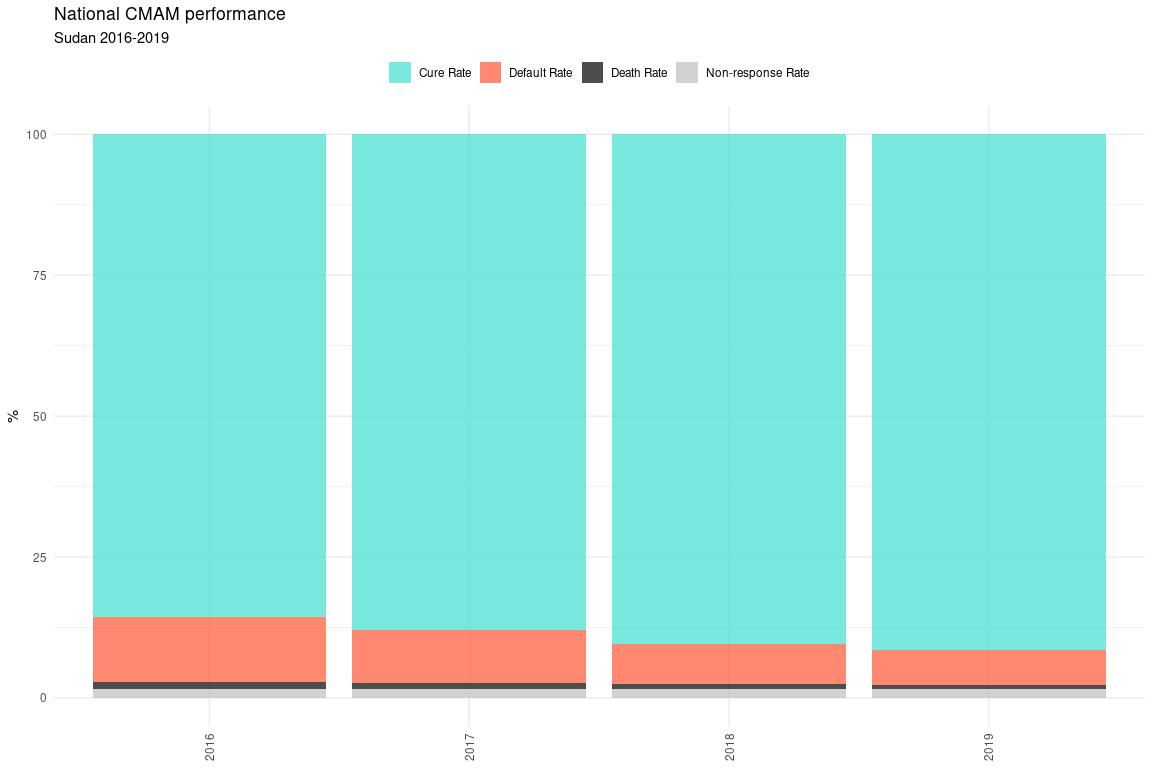 National CMAM performance
Sudan 2016-2019
Cure Rate Default Rate Death Rate Non-response Rate
100
75
50
25
0
%
2016 2017 2018 2019